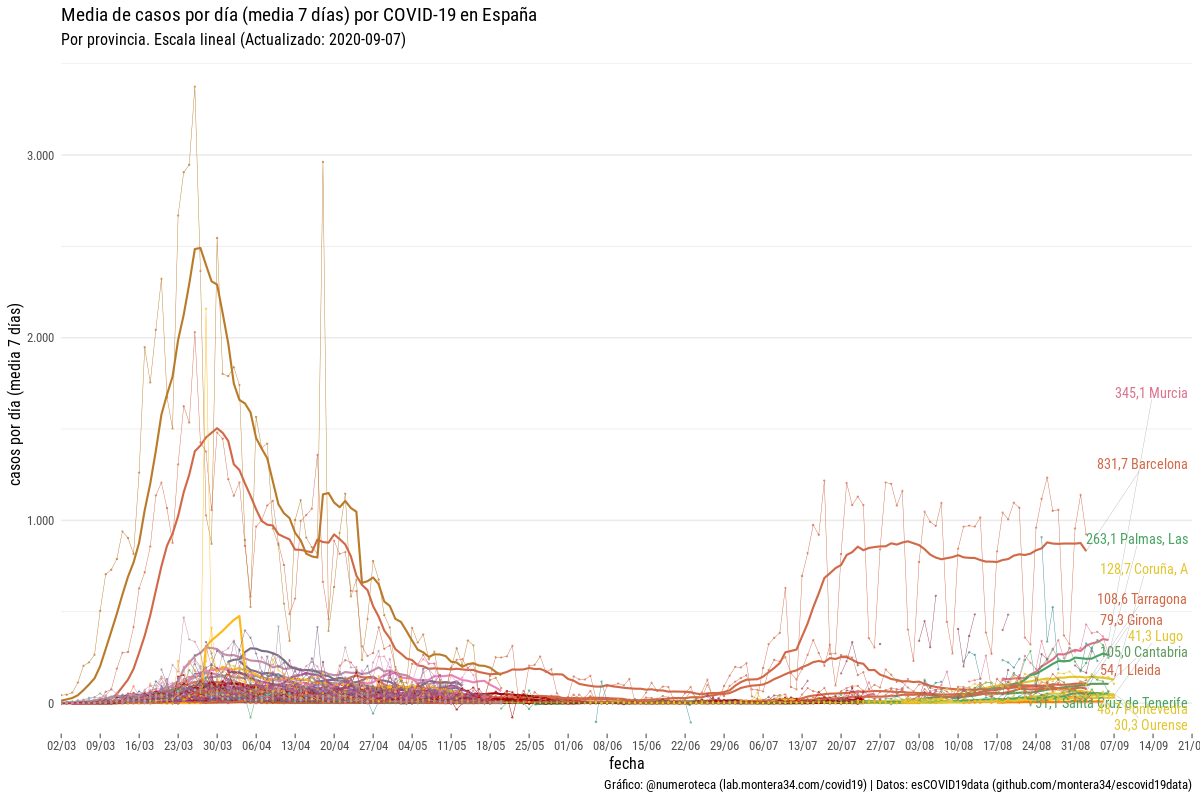 Media de casos por día (media 7 días) por COVID-19 en España
Por provincia. Escala lineal (Actualizado: 2020-09-07)
casos por día (media 7 días)
3.000
2.000
1.000
0
345,1 Murcia
831,7 Barcelona
263,1 Palmas, Las
128,7 Coruña, A
108,6 Tarragona
79,3 Girona
41,3 Lugo
105,0 Cantabria
54,1 Lleida
51,1 Santa Cruz de Tenerife
48,7 Pontevedra
30,3 Ourense
02/03 09/03 16/03 23/03 30/03 06/04 13/04 20/04 27/04 04/05 11/05 18/05 25/05 01/06 08/06 15/06 22/06 29/06 06/07 13/07 20/07 27/07 03/08 10/08 17/08 24/08 31/08 07/09 14/09 21/0
fecha
Gráfico: @numeroteca (lab.montera34.com/covid19) | Datos: esCOVID19data (github.com/montera34/escovid19data)